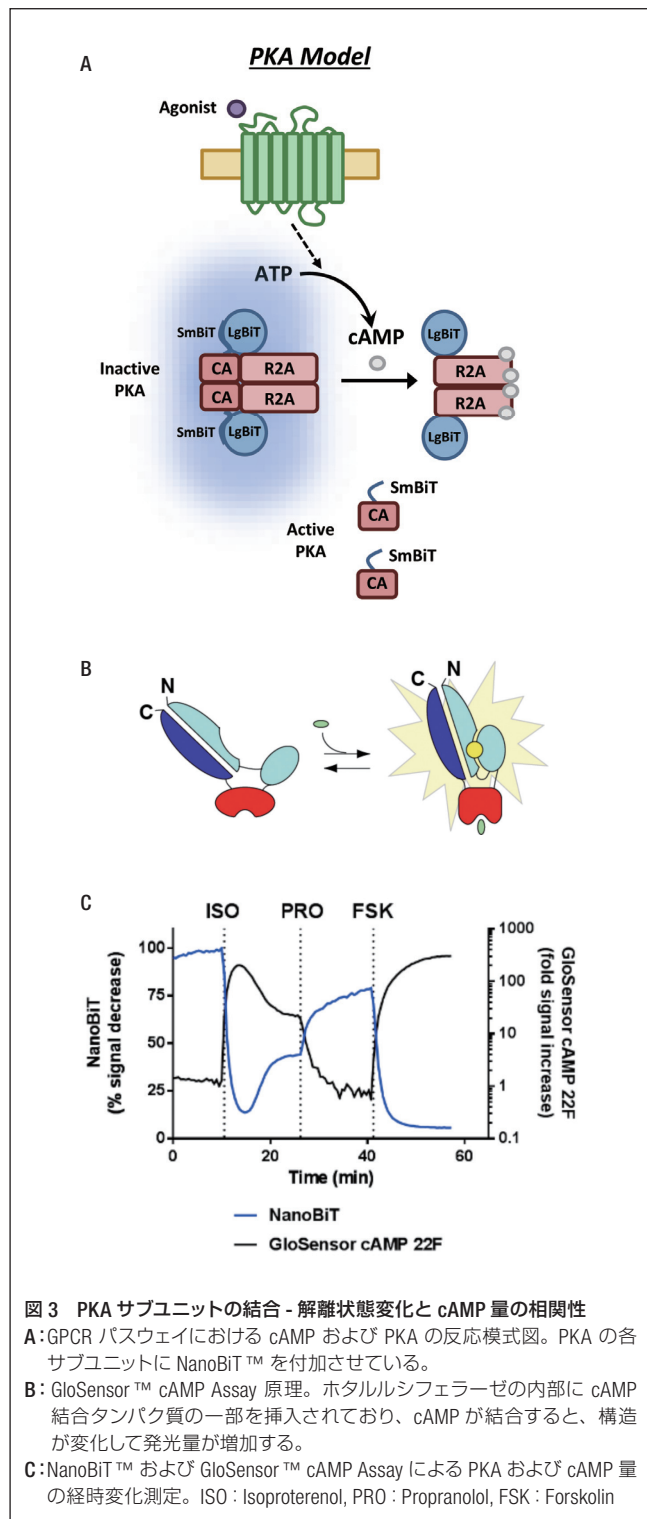 A
PKA Model
Agonist
ATP
SmBiT
LgBiT
cAMP
LgBiT
Inactive
PKA
CA
R2A
CA
R2A
R2A
R2A
SmBiT
LgBiT
LgBiT
SmBiT
CA
Active
PKA
SmBiT
CA
B
N
C
N
C
C
ISO
PRO
FSK
100
75
50
25
0
NanoBiT
(% signal decrease)
1000
100
10
1
0.1
GloSensor cAMP 22F
(fold signal increase)
0
20
40
60
Time (min)
NanoBiT
GloSensor cAMP 22F
図 3 PKA サブユニットの結合 - 解離状態変化と cAMP 量の相関性
A:GPCR パスウェイにおける cAMP および PKA の反応模式図。PKA の各
サブユニットに NanoBiT ™ を付加させている。
B: GloSensor ™ cAMP Assay 原理。ホタルルシフェラーゼの内部に cAMP
結合タンパク質の一部を挿入されており、cAMP が結合すると、構造
が変化して発光量が増加する。
C:NanoBiT ™ および GloSensor ™ cAMP Assay による PKA および cAMP 量
の経時変化測定。ISO : Isoproterenol, PRO : Propranolol, FSK : Forskolin